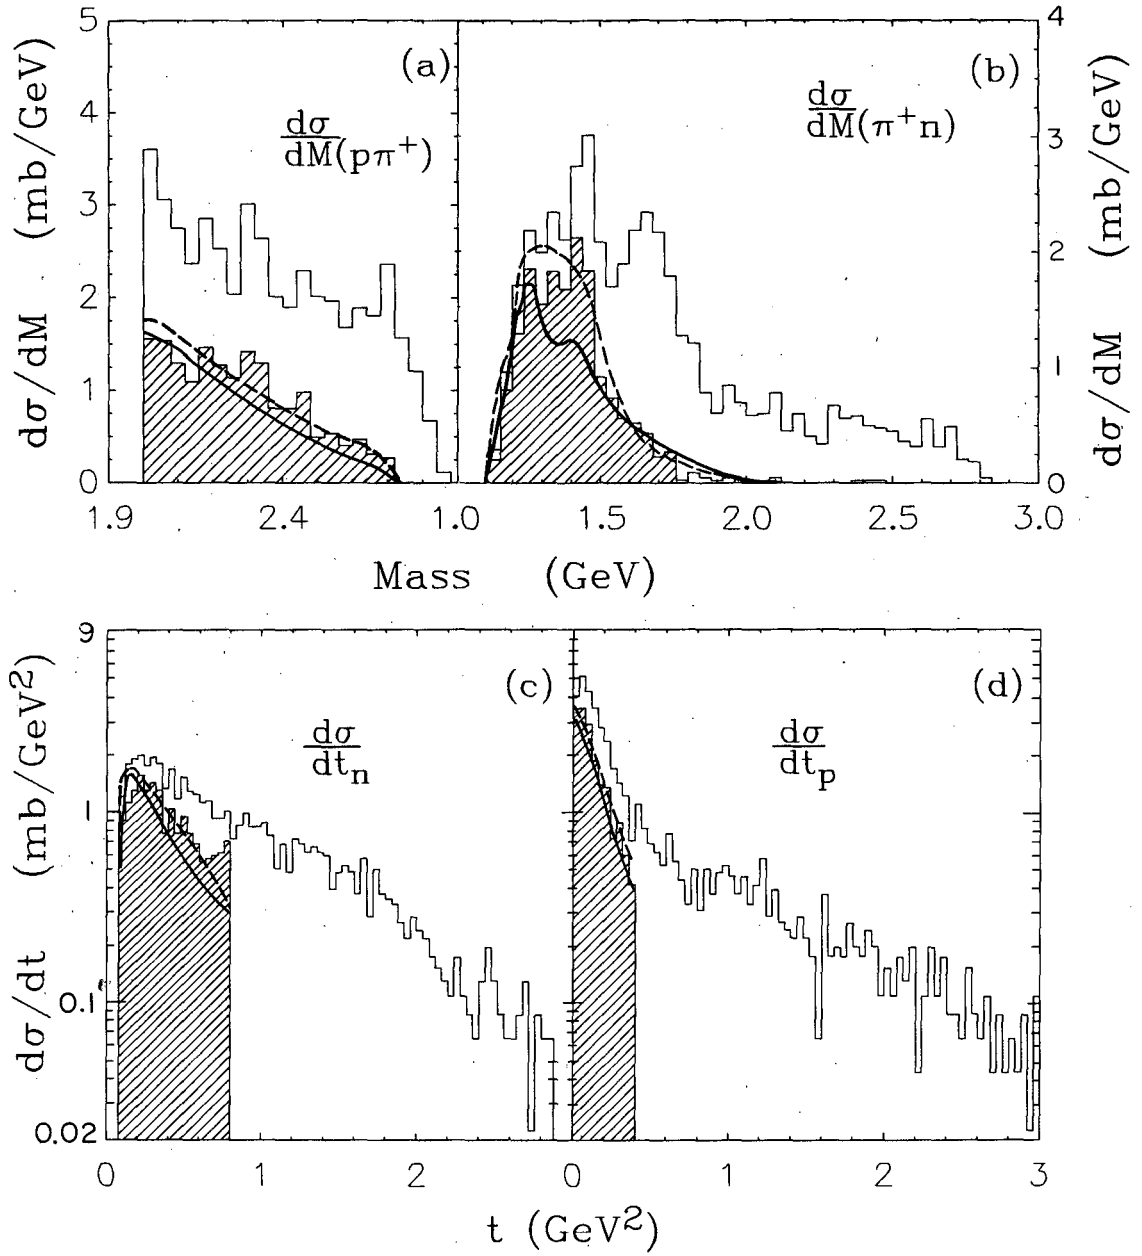 5
4
3
2
1
0
dσ/dM (mb/GeV)
(a)
dσ
dM(pπ⁺)
(b)
dσ
dM(π⁺n)
4
3
2
1
0
dσ/dM (mb/GeV)
1.9 2.4 1.0 1.5 2.0 2.5 3.0
Mass (GeV)
9
1
0.1
0.02
dσ/dt (mb/GeV²)
(c)
dσ
dtₙ
(d)
dσ
dtₚ
0 1 2 0 1 2 3
t (GeV²)